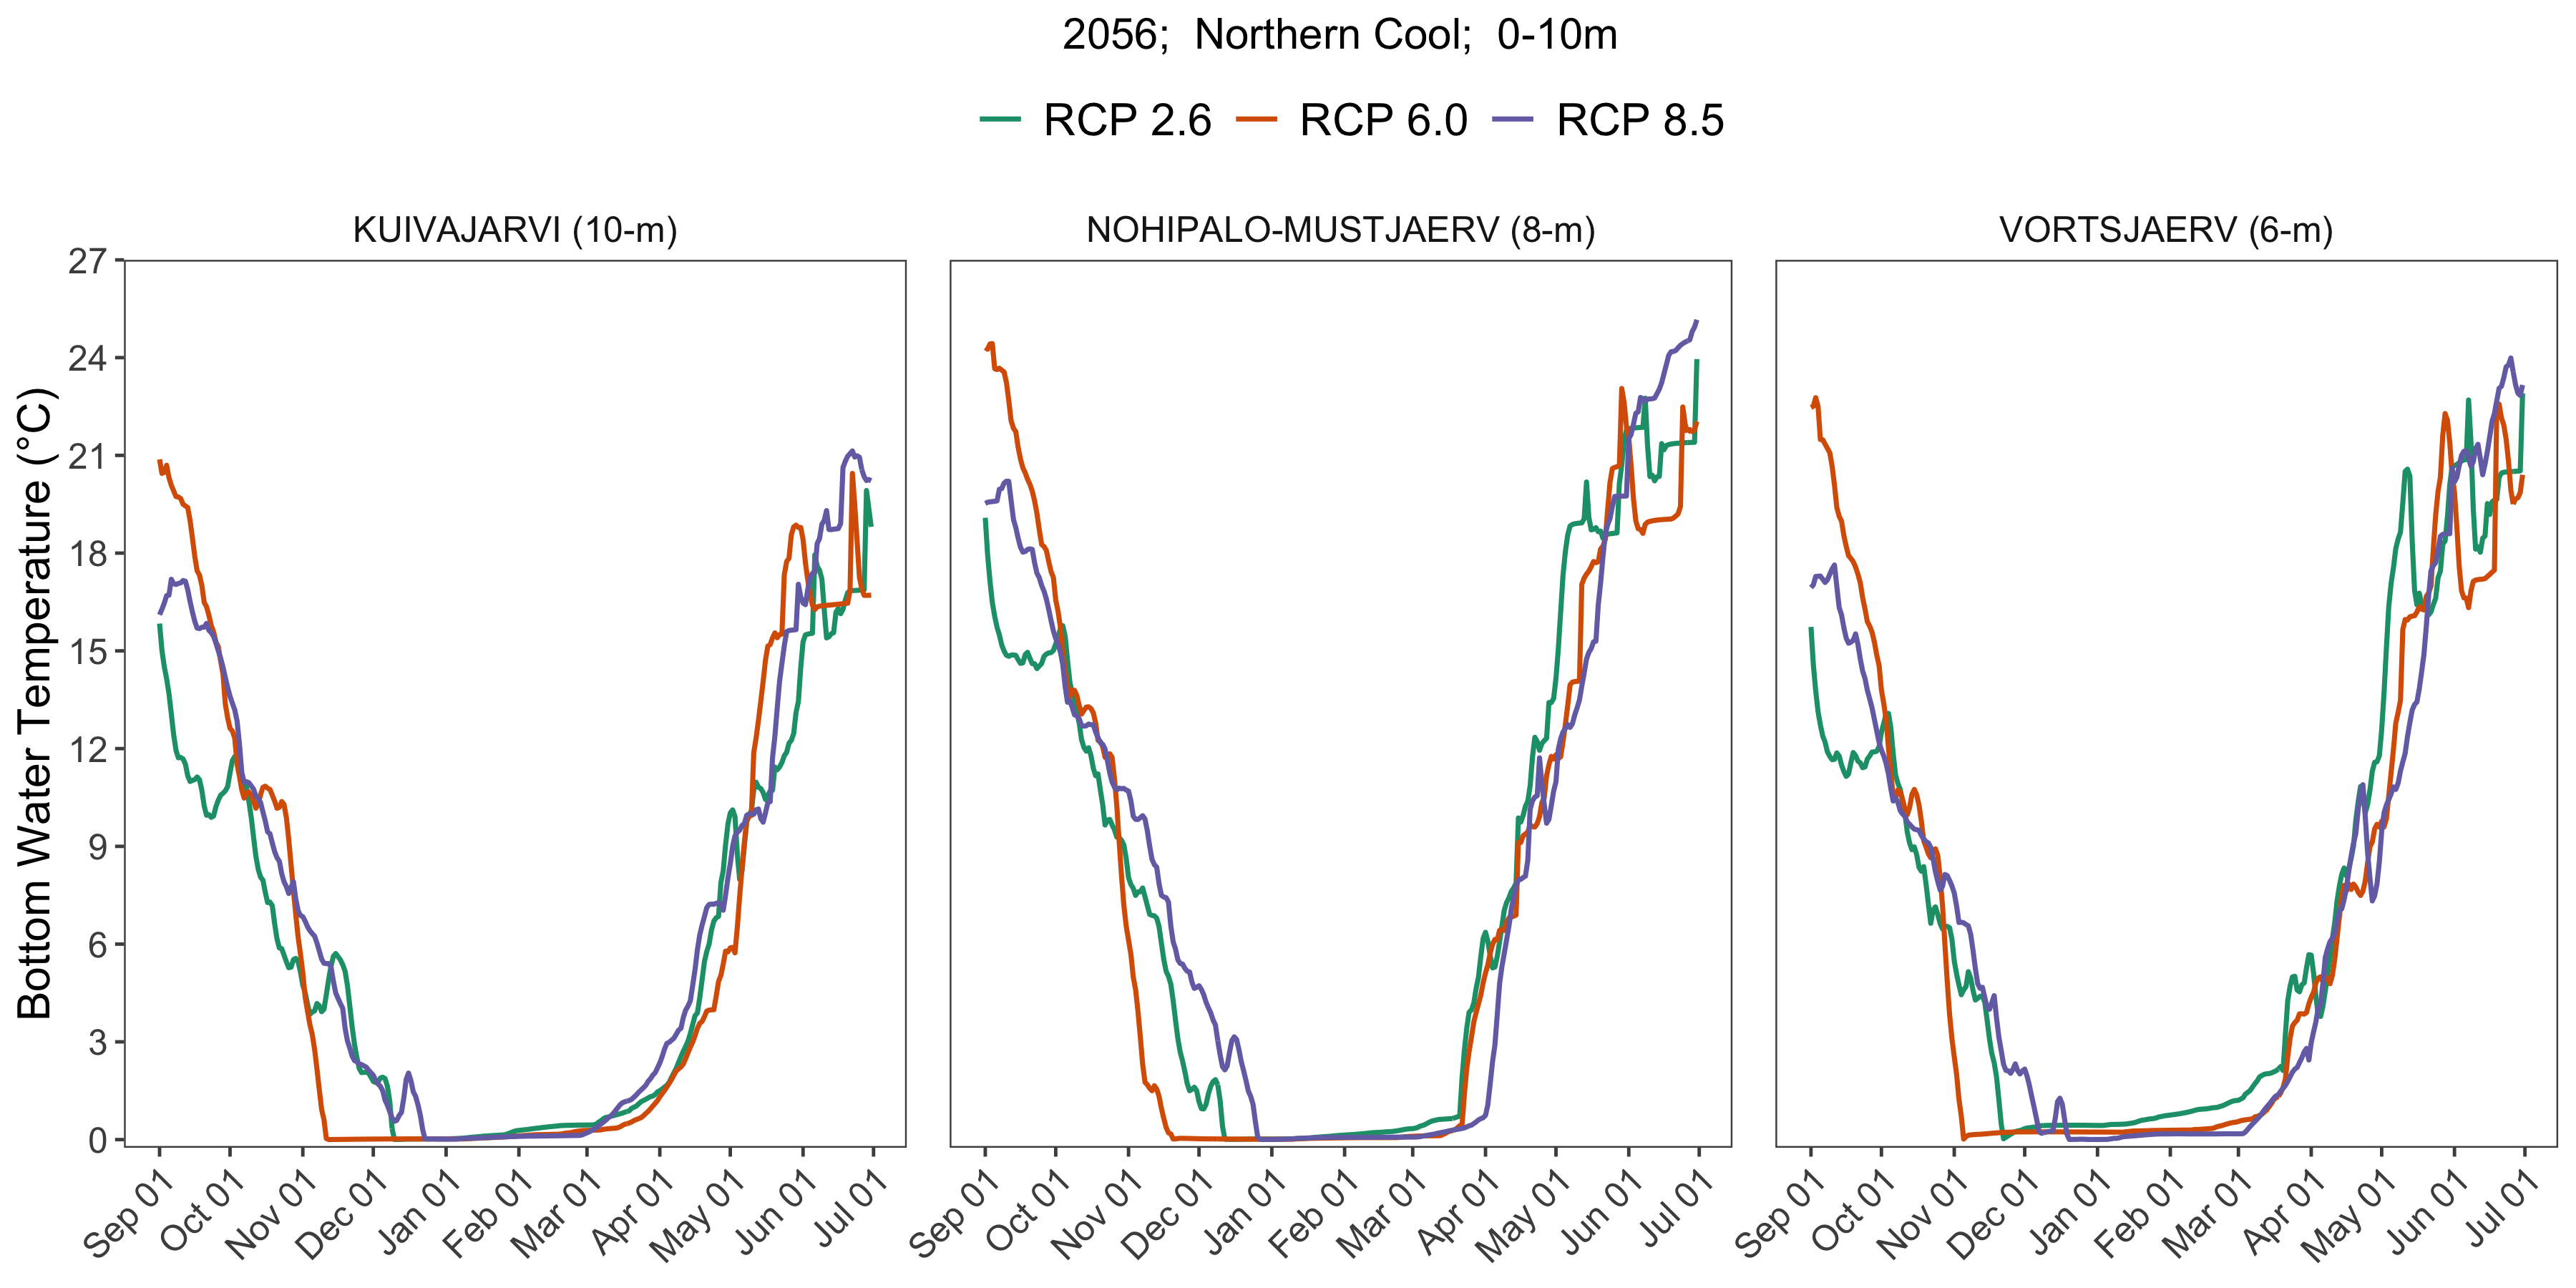 2056;  Northern Cool;  0-10m
RCP 2.6 RCP 6.0 RCP 8.5
KUIVAJARVI (10-m) NOHIPALO-MUSTJAERV (8-m) VORTSJAERV (6-m)
Bottom Water Temperature (°C)
27
24
21
18
15
12
9
6
3
0
Sep 01 Oct 01 Nov 01 Dec 01 Jan 01 Feb 01 Mar 01 Apr 01 May 01 Jun 01 Jul 01 Sep 01 Oct 01 Nov 01 Dec 01 Jan 01 Feb 01 Mar 01 Apr 01 May 01 Jun 01 Jul 01 Sep 01 Oct 01 Nov 01 Dec 01 Jan 01 Feb 01 Mar 01 Apr 01 May 01 Jun 01 Jul 01